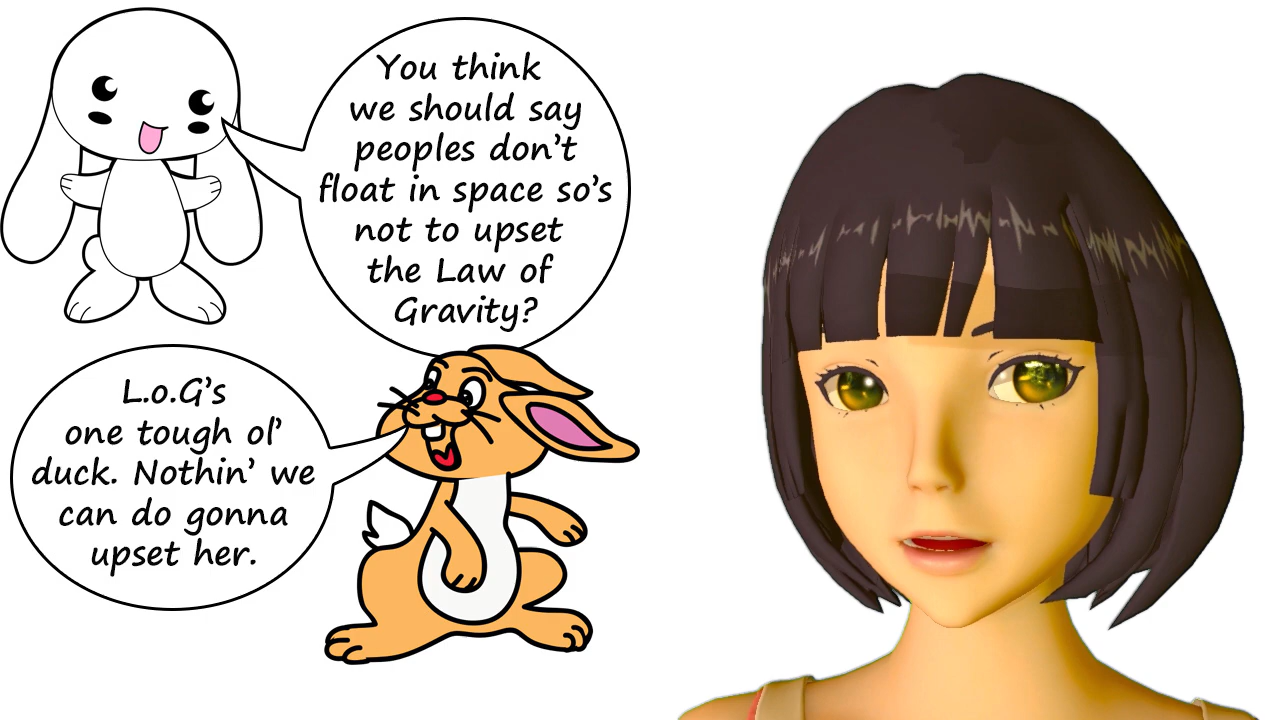 You think
we should say
peoples don't
float in space so's
not to upset
the Law of
Gravity?
L.o.G's
one tough ol'
duck. Nothin' we
can do gonna
upset her.